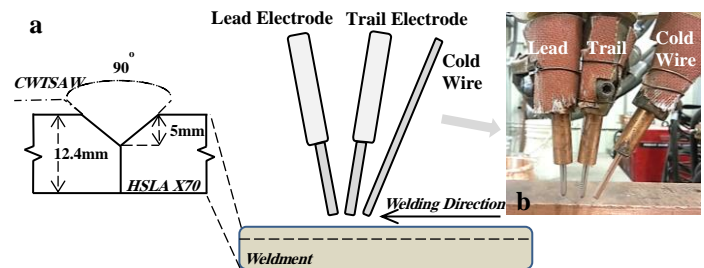 a
CWTSAW
90°
12.4mm
5mm
HSLA X70
Lead Electrode
Trail Electrode
Cold
Wire
Welding Direction
Weldment
Lead
Trail
Cold
Wire
b